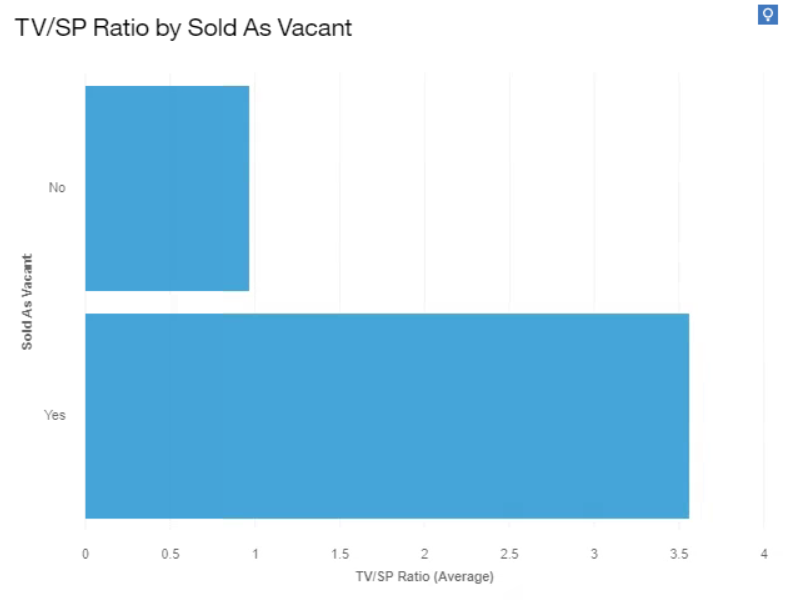 TV/SP Ratio by Sold As Vacant
Sold As Vacant
No
Yes
0 0.5 1 1.5 2 2.5 3 3.5 4
TV/SP Ratio (Average)